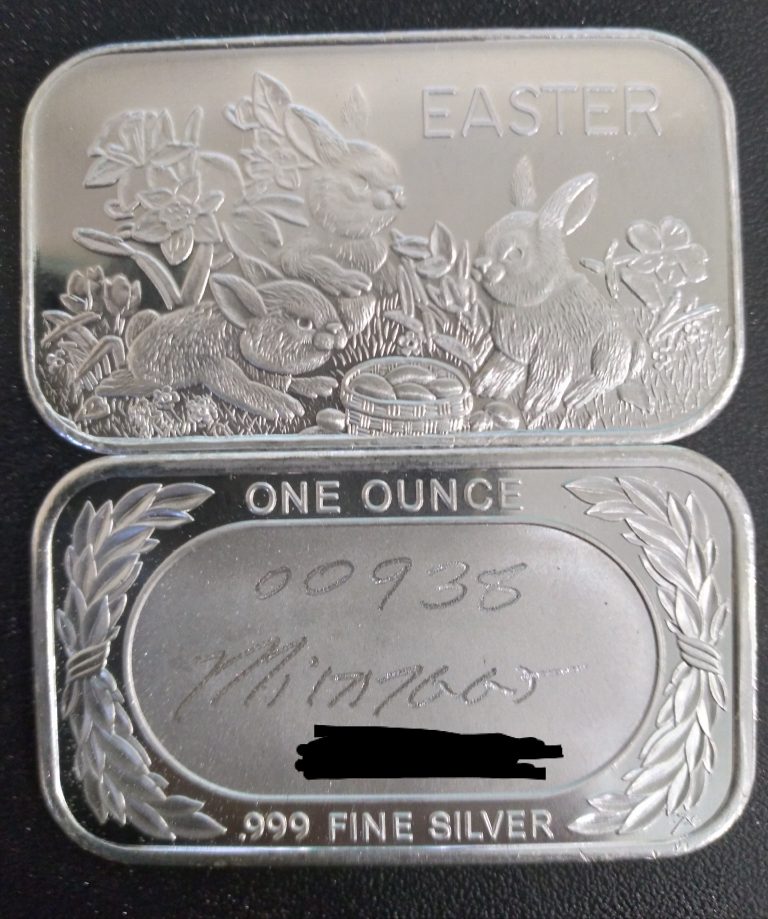 EASTER
ONE OUNCE
00938
.999 FINE SILVER